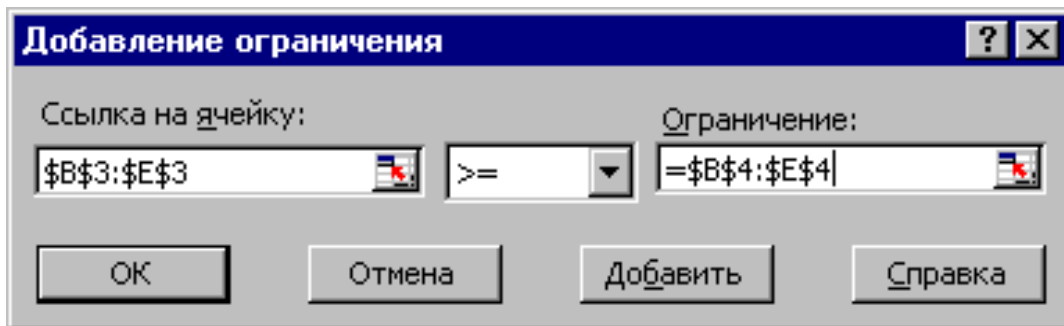 Добавление ограничения ? X
Ссылка на ячейку: Ограничение:
$B$3:$E$3 >= =$B$4:$E$4
OK Отмена Добавить Справка